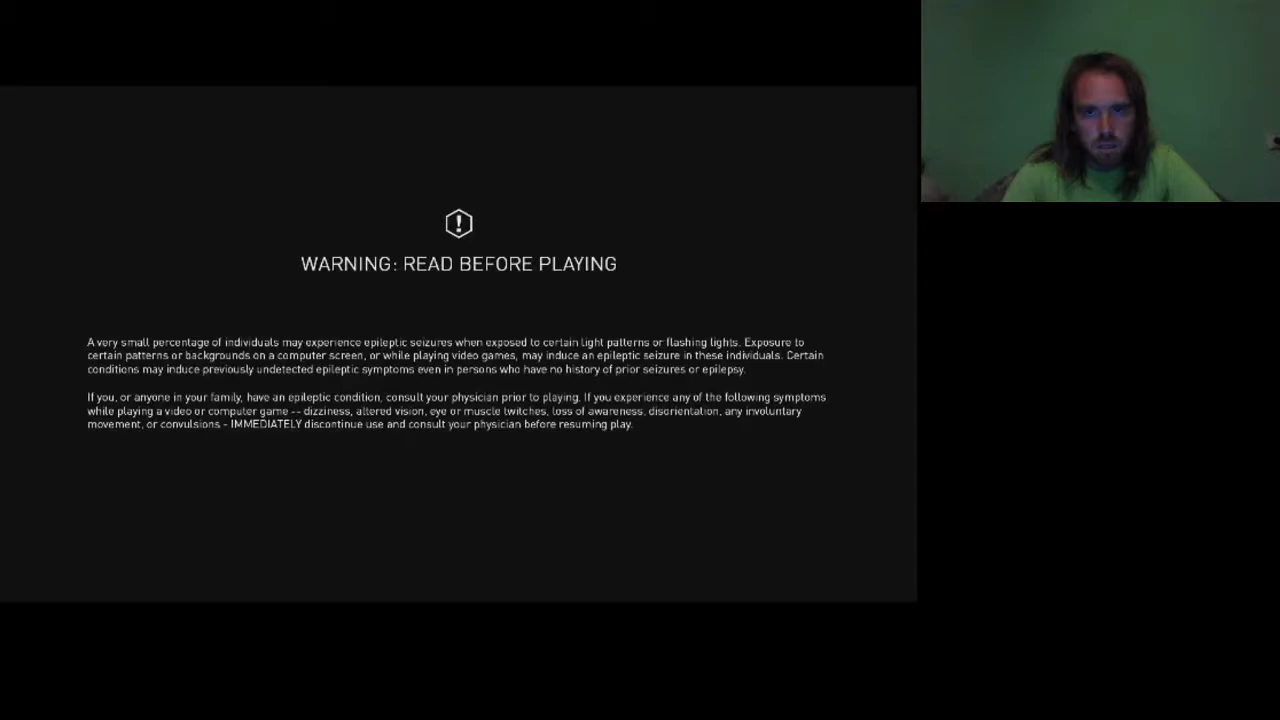 WARNING: READ BEFORE PLAYING
A very small percentage of individuals may experience epileptic seizures when exposed to certain light patterns or flashing lights. Exposure to
certain patterns or backgrounds on a computer screen, or while playing video games, may induce an epileptic seizure in these individuals. Certain
conditions may induce previously undetected epileptic symptoms even in persons who have no history of prior seizures or epilepsy.
If you, or anyone in your family, have an epileptic condition, consult your physician prior to playing. If you experience any of the following symptoms
while playing a video or computer game -- dizziness, altered vision, eye or muscle twitches, loss of awareness, disorientation, any involuntary
movement, or convulsions - IMMEDIATELY discontinue use and consult your physician before resuming play.